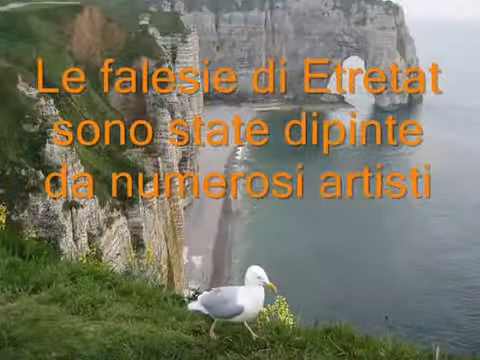 Le falesie di Etretat
sono state dipinte
da numerosi artisti